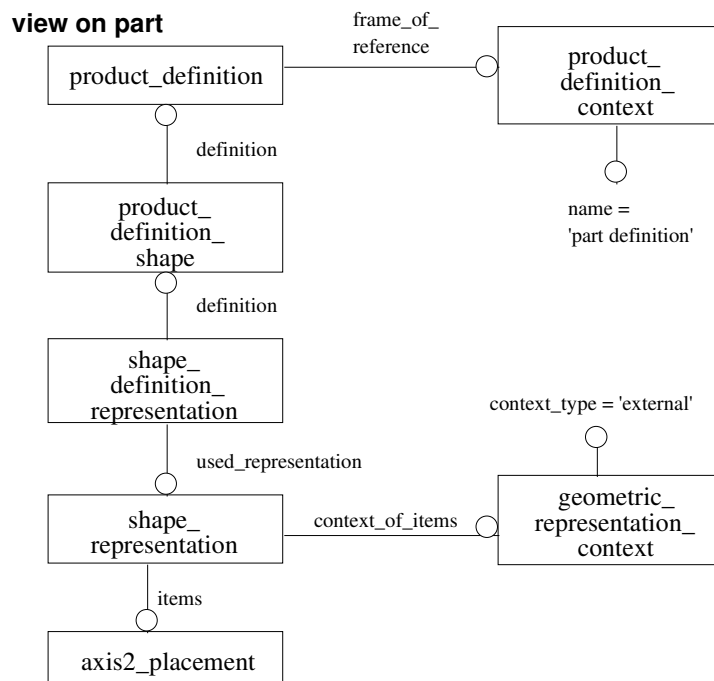 view on part
frame_of_
reference
product_definition
product_
definition_
context
definition
product_
definition_
shape
name =
'part definition'
definition
shape_
definition_
representation
context_type = 'external'
used_representation
shape_
representation
context_of_items
geometric_
representation_
context
items
axis2_placement